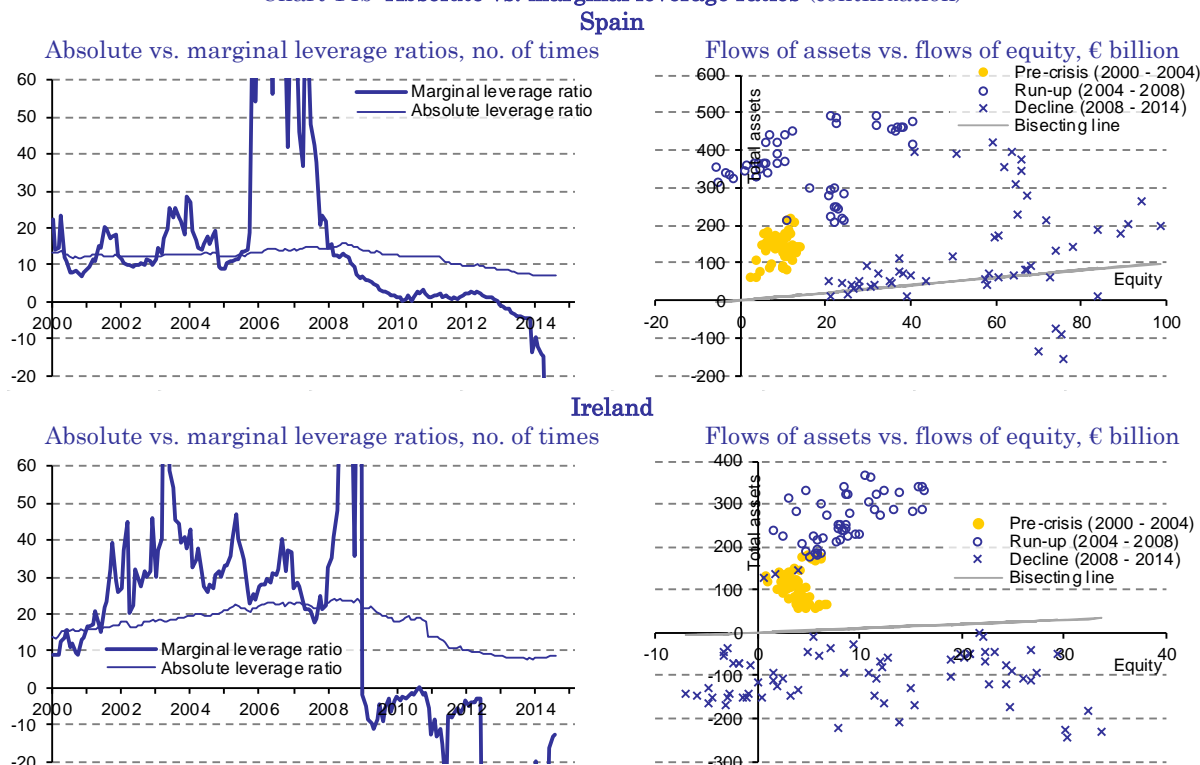 Spain
Absolute vs. marginal leverage ratios, no. of times
60
50
40
30
20
10
0
-10
-20
2000 2002 2004 2006 2008 2010 2012 2014
Marginal leverage ratio
Absolute leverage ratio
Flows of assets vs. flows of equity, € billion
600
500
400
300
200
100
0
-100
-200
-20 0 20 40 60 80 100
Total assets
Equity
Pre-crisis (2000 - 2004)
Run-up (2004 - 2008)
Decline (2008 - 2014)
Bisecting line
Ireland
Absolute vs. marginal leverage ratios, no. of times
60
50
40
30
20
10
0
-10
-20
2000 2002 2003 2004 2006 2008 2010 2012 2014
Marginal leverage ratio
Absolute leverage ratio
Flows of assets vs. flows of equity, € billion
400
300
200
100
0
-100
-200
-300
-10 0 10 20 30 40
Total assets
Equity
Pre-crisis (2000 - 2004)
Run-up (2004 - 2008)
Decline (2008 - 2014)
Bisecting line